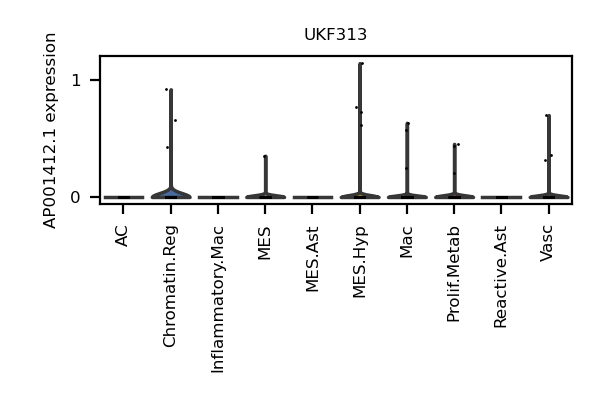 UKF313
AP001412.1 expression
1
0
AC
Chromatin.Reg
Inflammatory.Mac
MES
MES.Ast
MES.Hyp
Mac
Prolif.Metab
Reactive.Ast
Vasc